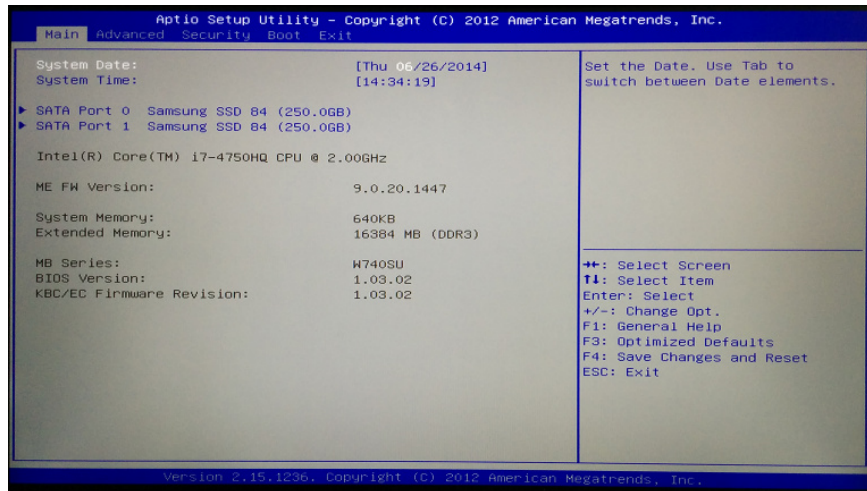 Aptio Setup Utility – Copyright (C) 2012 American Megatrends, Inc.
Main Advanced Security Boot Exit
System Date: [Thu 06/26/2014]
System Time: [14:34:19]
SATA Port 0 Samsung SSD 84 (250.0GB)
SATA Port 1 Samsung SSD 84 (250.0GB)
Intel(R) Core(TM) i7-4750HQ CPU @ 2.00GHz
ME FW Version: 9.0.20.1447
System Memory: 640KB
Extended Memory: 16384 MB (DDR3)
MB Series: W740SU
BIOS Version: 1.03.02
KBC/EC Firmware Revision: 1.03.02
Set the Date. Use Tab to
switch between Date elements.
→←: Select Screen
↑↓: Select Item
Enter: Select
+/-: Change Opt.
F1: General Help
F3: Optimized Defaults
F4: Save Changes and Reset
ESC: Exit
Version 2.15.1236. Copyright (C) 2012 American Megatrends, Inc.